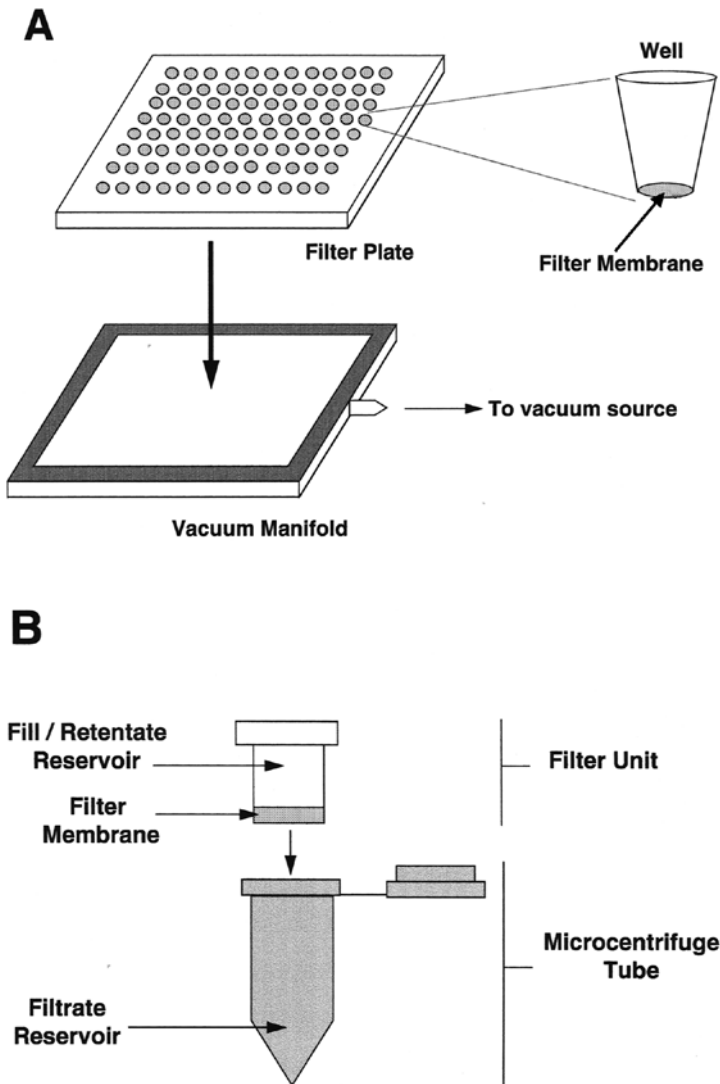 A
Well
Filter Plate
Filter Membrane
To vacuum source
Vacuum Manifold
B
Fill / Retentate
Reservoir
Filter Unit
Filter
Membrane
Microcentrifuge
Tube
Filtrate
Reservoir